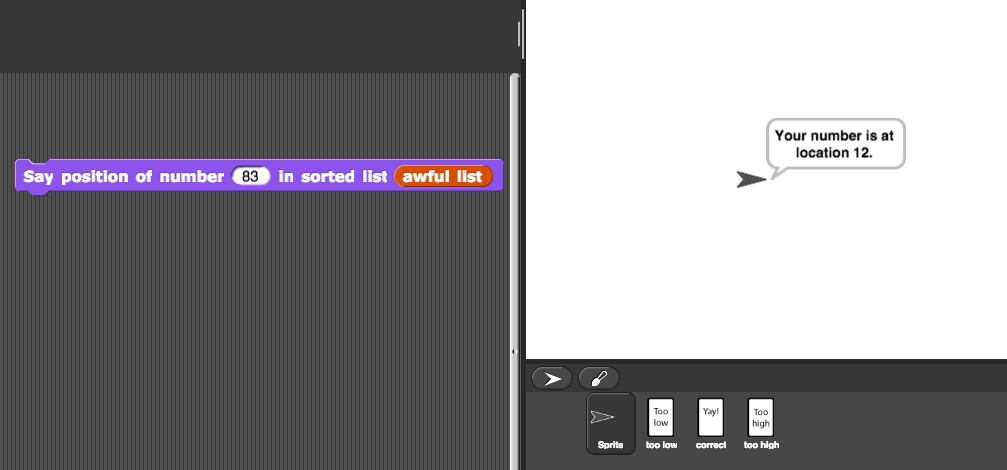 Say position of number 83 in sorted list awful list
Your number is at
location 12.
Too
low
Yay!
Too
high
Sprite
too low
correct
too high